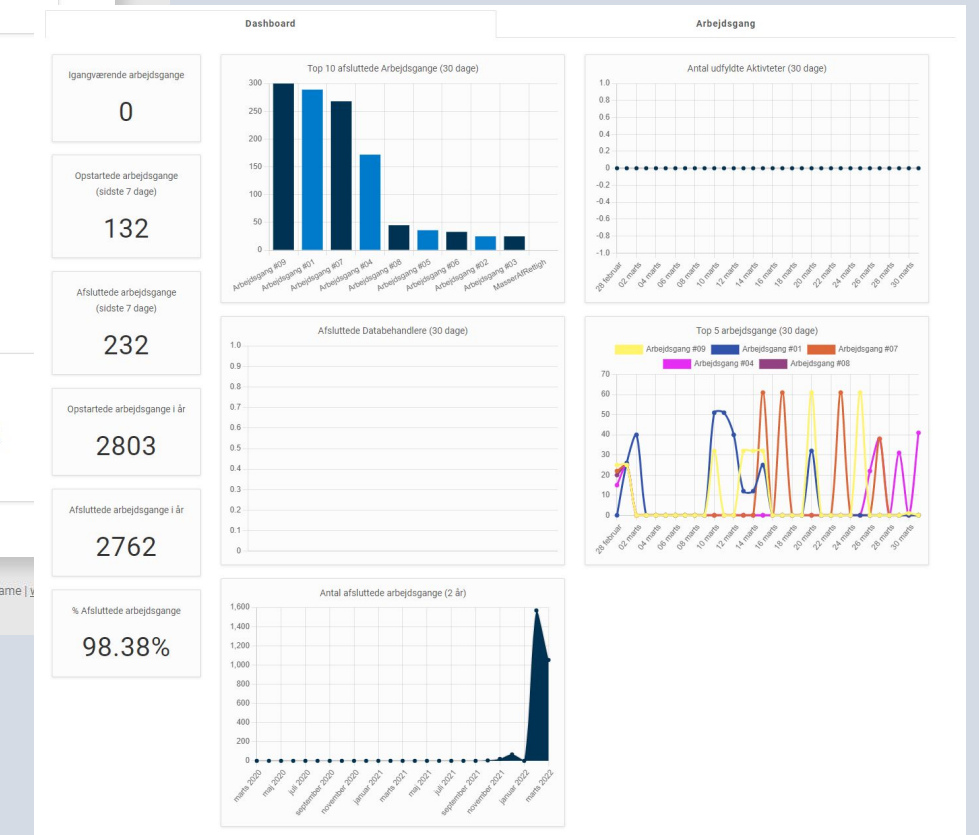 Dashboard
Arbejdsgang
Igangværende arbejdsgange
0
Opstartede arbejdsgange
(sidste 7 dage)
132
Afsluttede arbejdsgange
(sidste 7 dage)
232
Opstartede arbejdsgange i år
2803
Afsluttede arbejdsgange i år
2762
% Afsluttede arbejdsgange
98.38%
Top 10 afsluttede Arbejdsgange (30 dage)
300
250
200
150
100
50
0
Arbejdsgang #09
Arbejdsgang #01
Arbejdsgang #07
Arbejdsgang #04
Arbejdsgang #08
Arbejdsgang #05
Arbejdsgang #06
Arbejdsgang #02
Arbejdsgang #03
MasserAfRettigh
Antal udfyldte Aktivteter (30 dage)
1.0
0.8
0.6
0.4
0.2
0
-0.2
-0.4
-0.6
-0.8
-1.0
28 februar
02 marts
04 marts
06 marts
08 marts
10 marts
12 marts
14 marts
16 marts
18 marts
20 marts
22 marts
24 marts
26 marts
28 marts
30 marts
Afsluttede Databehandlere (30 dage)
1.0
0.9
0.8
0.7
0.6
0.5
0.4
0.3
0.2
0.1
0
Top 5 arbejdsgange (30 dage)
Arbejdsgang #09 Arbejdsgang #01 Arbejdsgang #07
Arbejdsgang #04 Arbejdsgang #08
70
60
50
40
30
20
10
0
28 februar
02 marts
04 marts
06 marts
08 marts
10 marts
12 marts
14 marts
16 marts
18 marts
20 marts
22 marts
24 marts
26 marts
28 marts
30 marts
Antal afsluttede arbejdsgange (2 år)
1,600
1,400
1,200
1,000
800
600
400
200
0
marts 2020
maj 2020
juli 2020
september 2020
november 2020
januar 2021
marts 2021
maj 2021
juli 2021
september 2021
november 2021
januar 2022
marts 2022
ame |